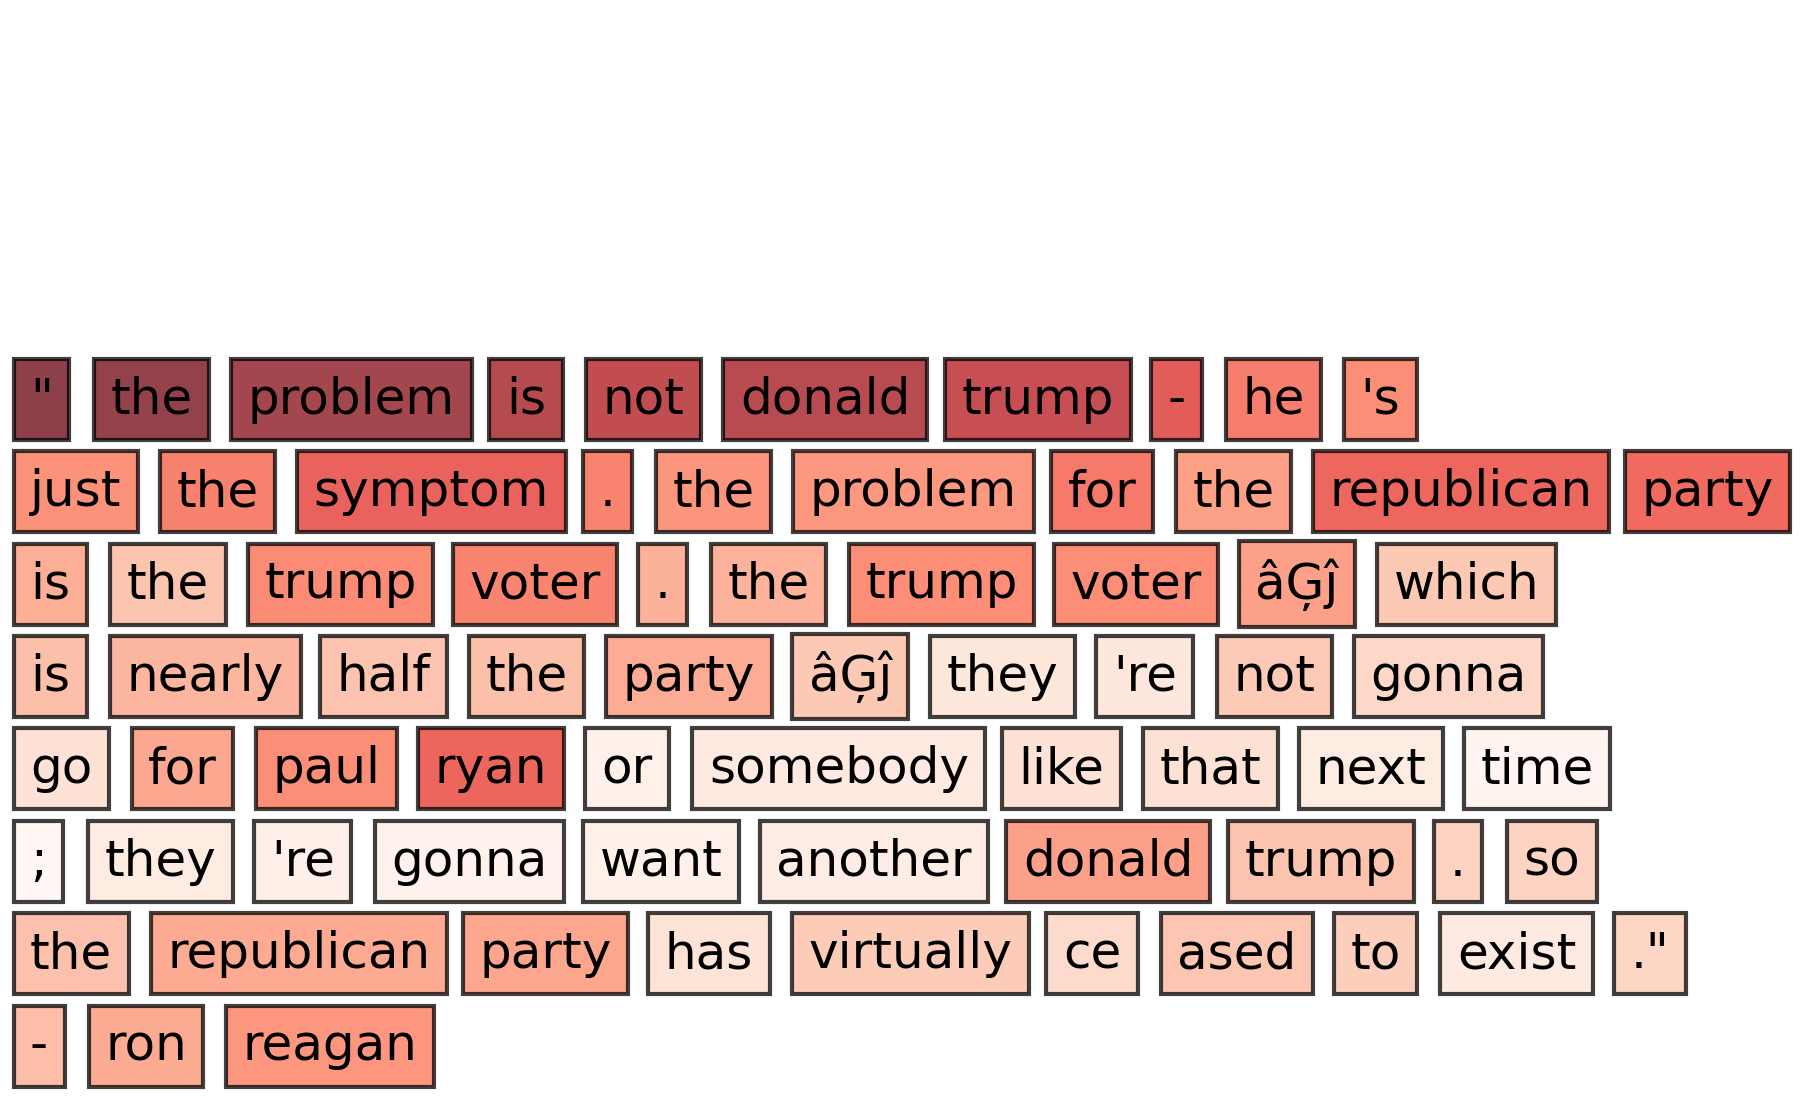 " the problem is not donald trump - he 's
just the symptom . the problem for the republican party
is the trump voter . the trump voter âĢĵ which
is nearly half the party âĢĵ they 're not gonna
go for paul ryan or somebody like that next time
; they 're gonna want another donald trump . so
the republican party has virtually ce ased to exist ."
- ron reagan